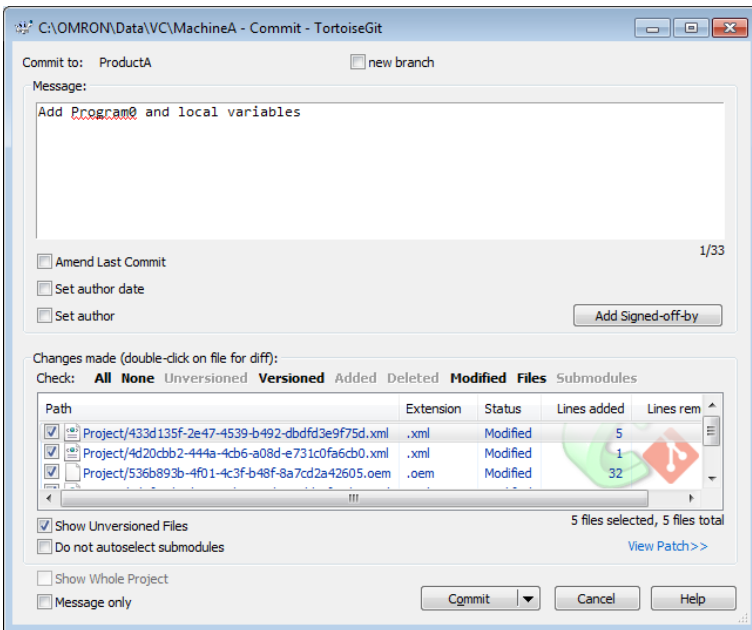 C:\OMRON\Data\VC\MachineA - Commit - TortoiseGit
Commit to: ProductA new branch
Message:
Add Program0 and local variables
1/33
Amend Last Commit
Set author date
Set author Add Signed-off-by
Changes made (double-click on file for diff):
Check: All None Unversioned Versioned Added Deleted Modified Files Submodules
Path Extension Status Lines added Lines rem
Project/433d135f-2e47-4539-b492-dbdfd3e9f75d.xml .xml Modified 5
Project/4d20cbb2-444a-4cb6-a08d-e731c0fa6cb0.xml .xml Modified 1
Project/536b893b-4f01-4c3f-b48f-8a7cd2a42605.oem .oem Modified 32
Show Unversioned Files 5 files selected, 5 files total
Do not autoselect submodules View Patch>>
Show Whole Project
Message only Commit Cancel Help